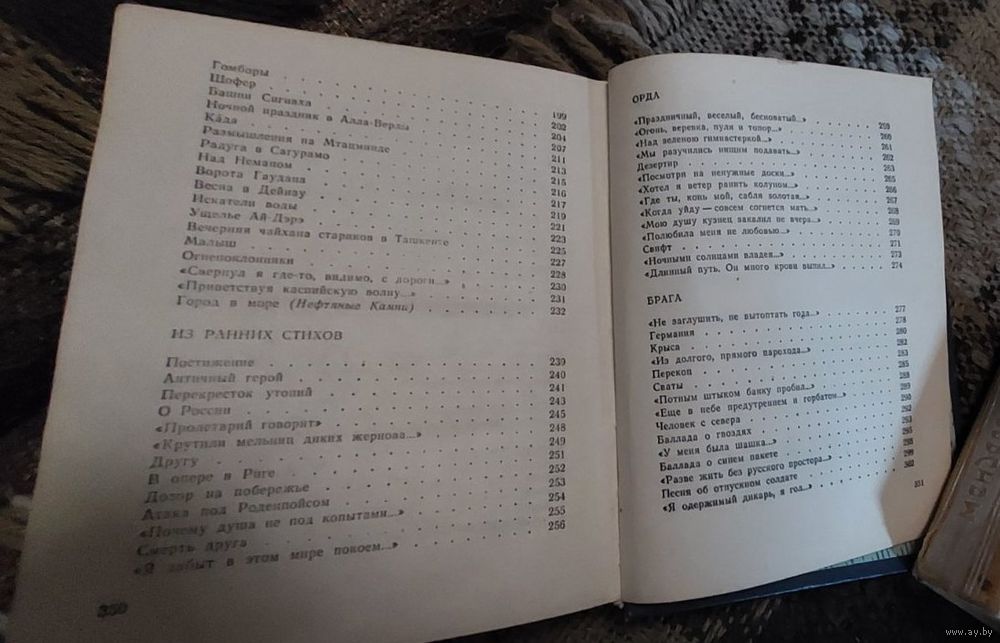 Гомборы
Шофер 199
Башни Сигнаха 202
Ночной праздник в Алла-Верды 204
Када 207
Размышления на Мтацминде 211
Радуга в Сагурамо 213
Над Неманом 215
Ворота Гаудана 216
Весна в Дейнау 217
Искатели воды 219
Ущелье Ай-Дэрэ 221
Вечерняя чайхана стариков в Ташкенте 223
Малыш 225
Огнепоклонники 227
«Свернул я где-то, видимо, с дороги...» 228
«Приветствуя каспийскую волну...» 230
Город в море (Нефтяные Камни) 231
232
ИЗ РАННИХ СТИХОВ
Постижение 239
Античный герой 240
Перекресток утопий 241
О России 243
«Пролетарий говорит» 245
«Крутили мельниц диких жернова...» 248
Другу 249
В опере в Риге 251
Дозор на побережье 252
Атака под Роденпойсом 253
«Почему душа не под копытами...» 254
Смерть друга 255
«Я забыт в этом мире покоем...» 256
350
ОРДА
«Праздничный, веселый, бесноватый...» 259
«Огонь, веревка, пуля и топор...» 260
«Над зеленою гимнастеркой...» 261
«Мы разучились нищим подавать...» 262
Дезертир 263
«Посмотри на ненужные доски...» 265
«Хотел я ветер ранить колуном...» 266
«Где ты, конь мой, сабля золотая...» 267
«Когда уйду — совсем согнется мать...» 268
«Мою душу кузнец закалил не вчера...» 269
«Полюбила меня не любовью...» 270
Свифт 271
«Ночными солнцами владея...» 273
«Длинный путь. Он много крови выпил...» 274
БРАГА
«Не заглушить, не вытоптать года...» 277
Германия 278
Крыса 280
«Из долгого, прямого парохода...» 282
Перекоп 283
Сваты 285
«Потным штыком банку пробил...» 288
«Еще в небе предутреннем и горбатом...» 289
Человек с севера 290
Баллада о гвоздях 292
«У меня была шашка...» 293
Баллада о синем пакете 295
«Разве жить без русского простора...» 298
Песня об отпускном солдате 299
«Я одержимый дикарь, я гол...» 302
351
www.ay.by